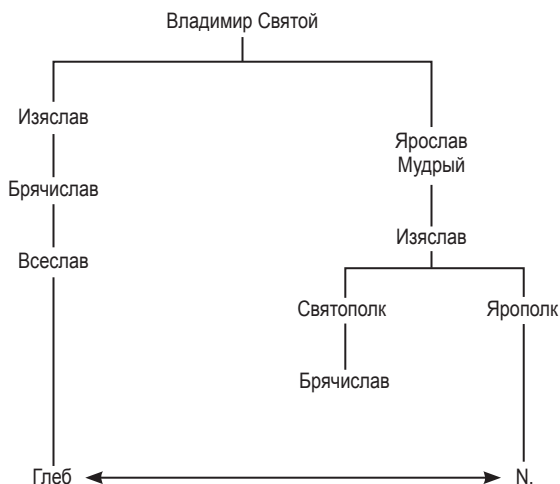 Владимир Святой
Изяслав
Ярослав
Мудрый
Брячислав
Изяслав
Всеслав
Святополк
Ярополк
Брячислав
Глеб
N.